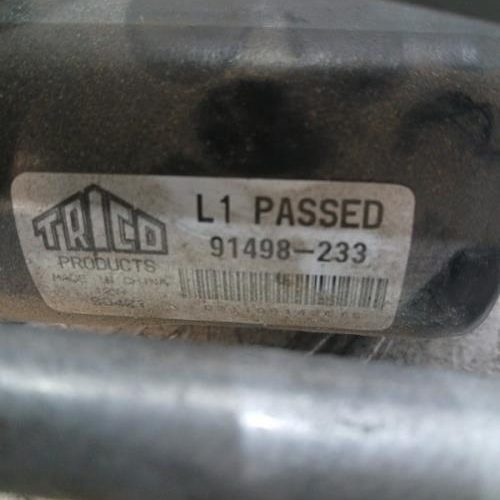 TRICO
PRODUCTS
MADE IN CHINA
L1 PASSED
91498-233